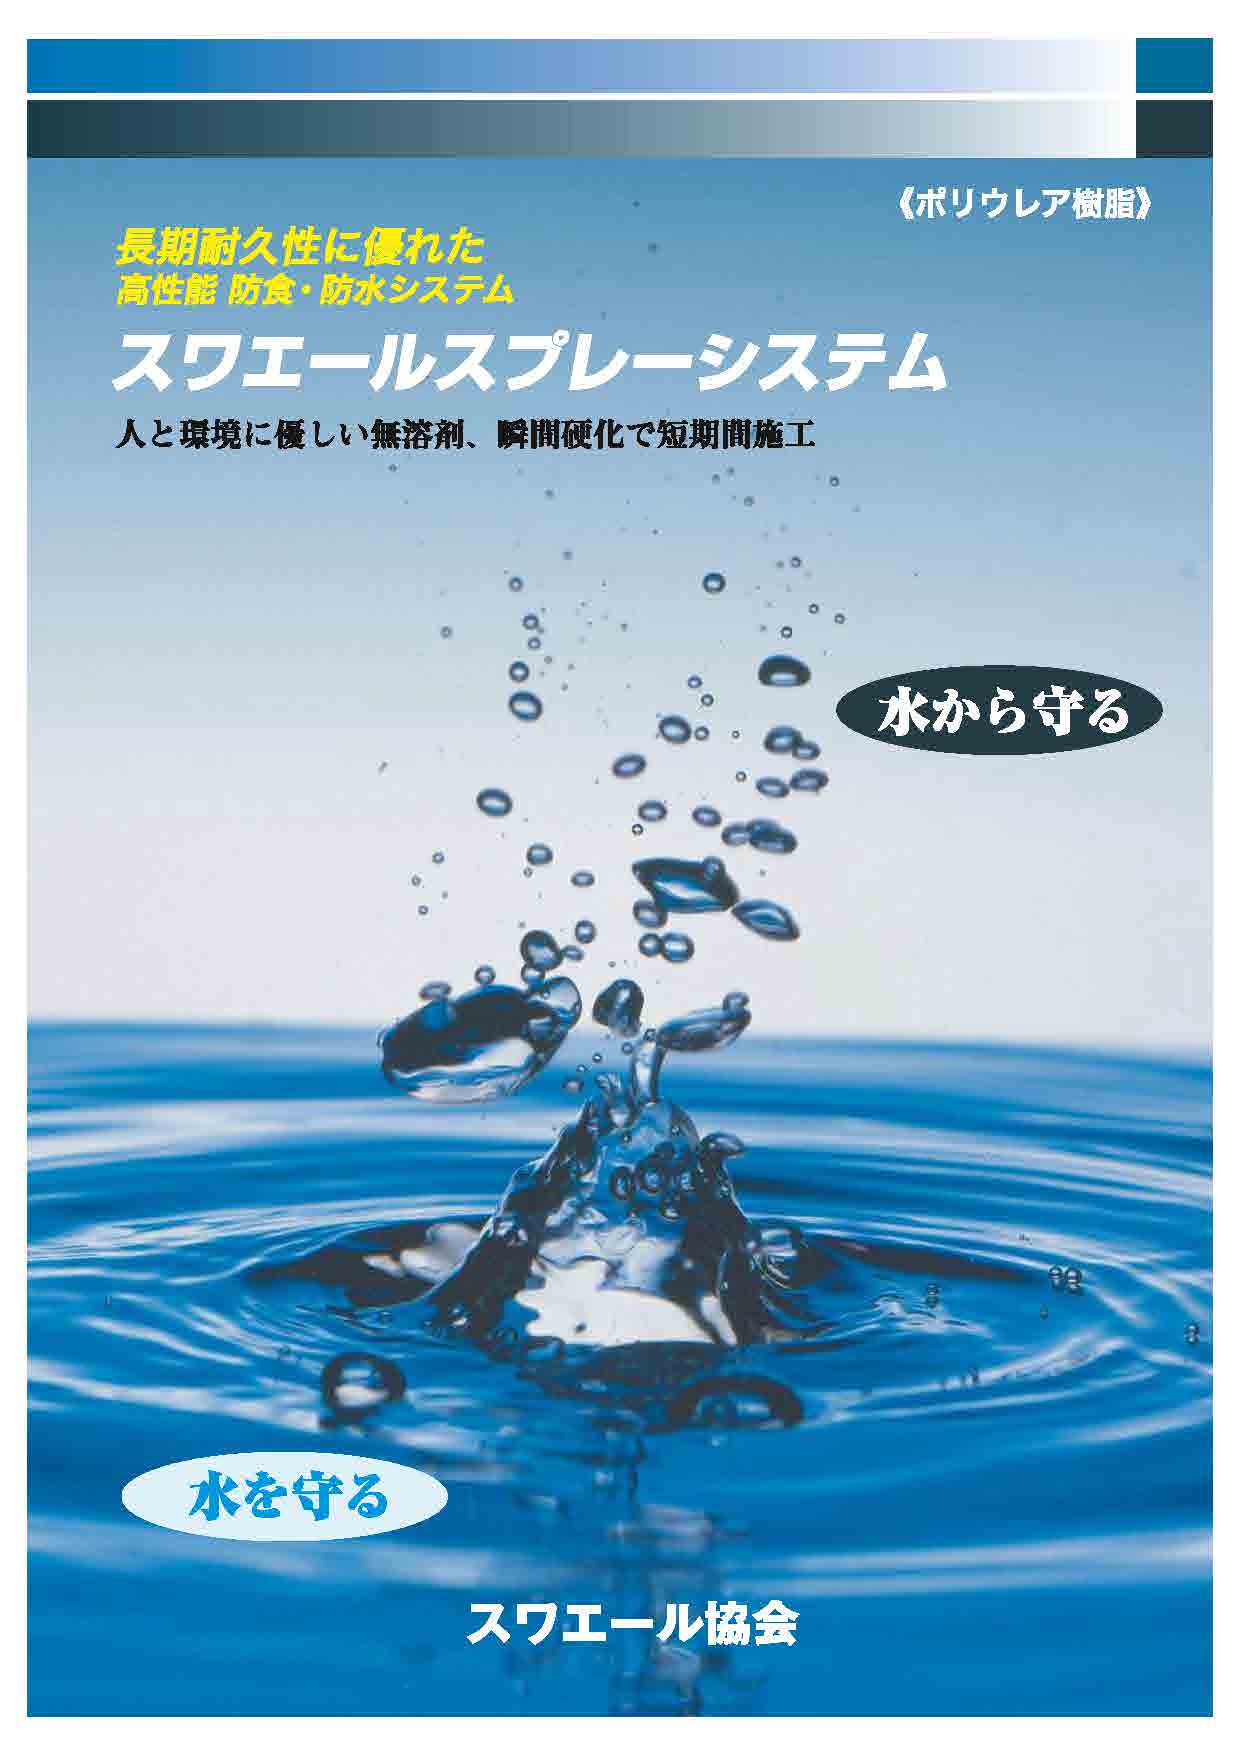 《ポリウレア樹脂》
長期耐久性に優れた
高性能 防食・防水システム
スワエールスプレーシステム
人と環境に優しい無溶剤、瞬間硬化で短期間施工
水から守る
水を守る
スワエール協会